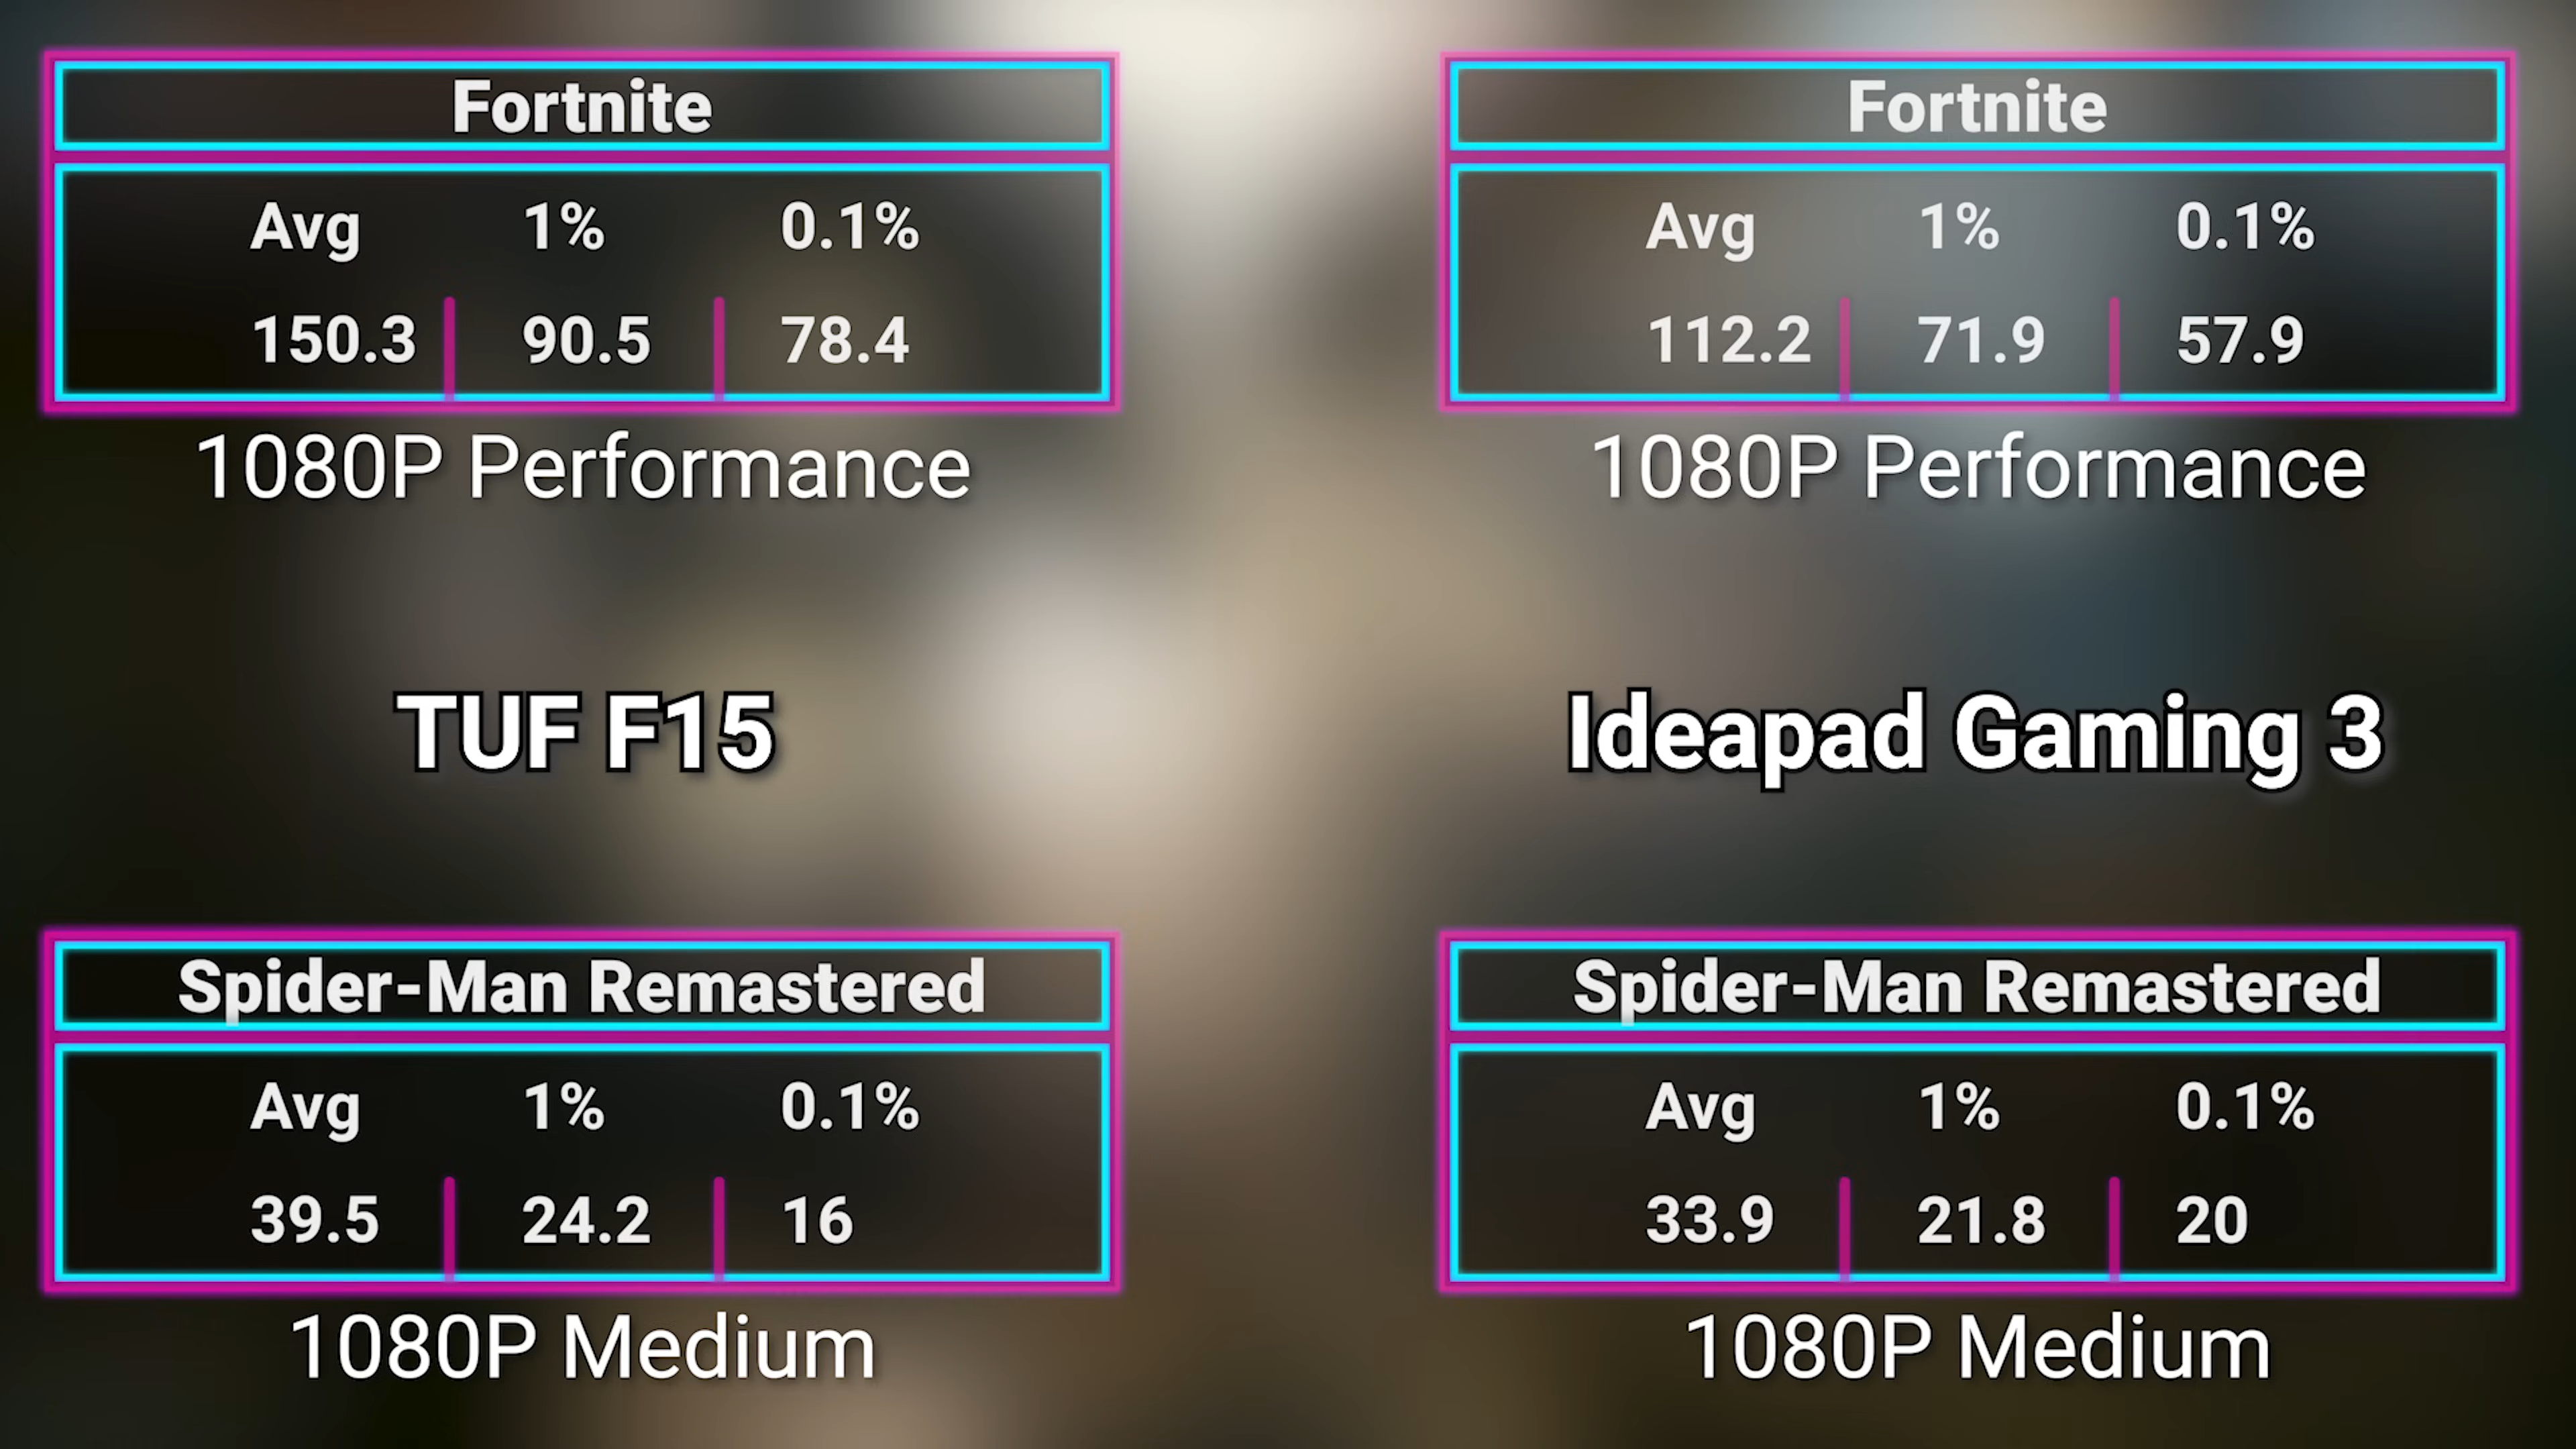 Fortnite
Avg 1% 0.1%
150.3 90.5 78.4
1080P Performance
Fortnite
Avg 1% 0.1%
112.2 71.9 57.9
1080P Performance
TUF F15
Ideapad Gaming 3
Spider-Man Remastered
Avg 1% 0.1%
39.5 24.2 16
1080P Medium
Spider-Man Remastered
Avg 1% 0.1%
33.9 21.8 20
1080P Medium